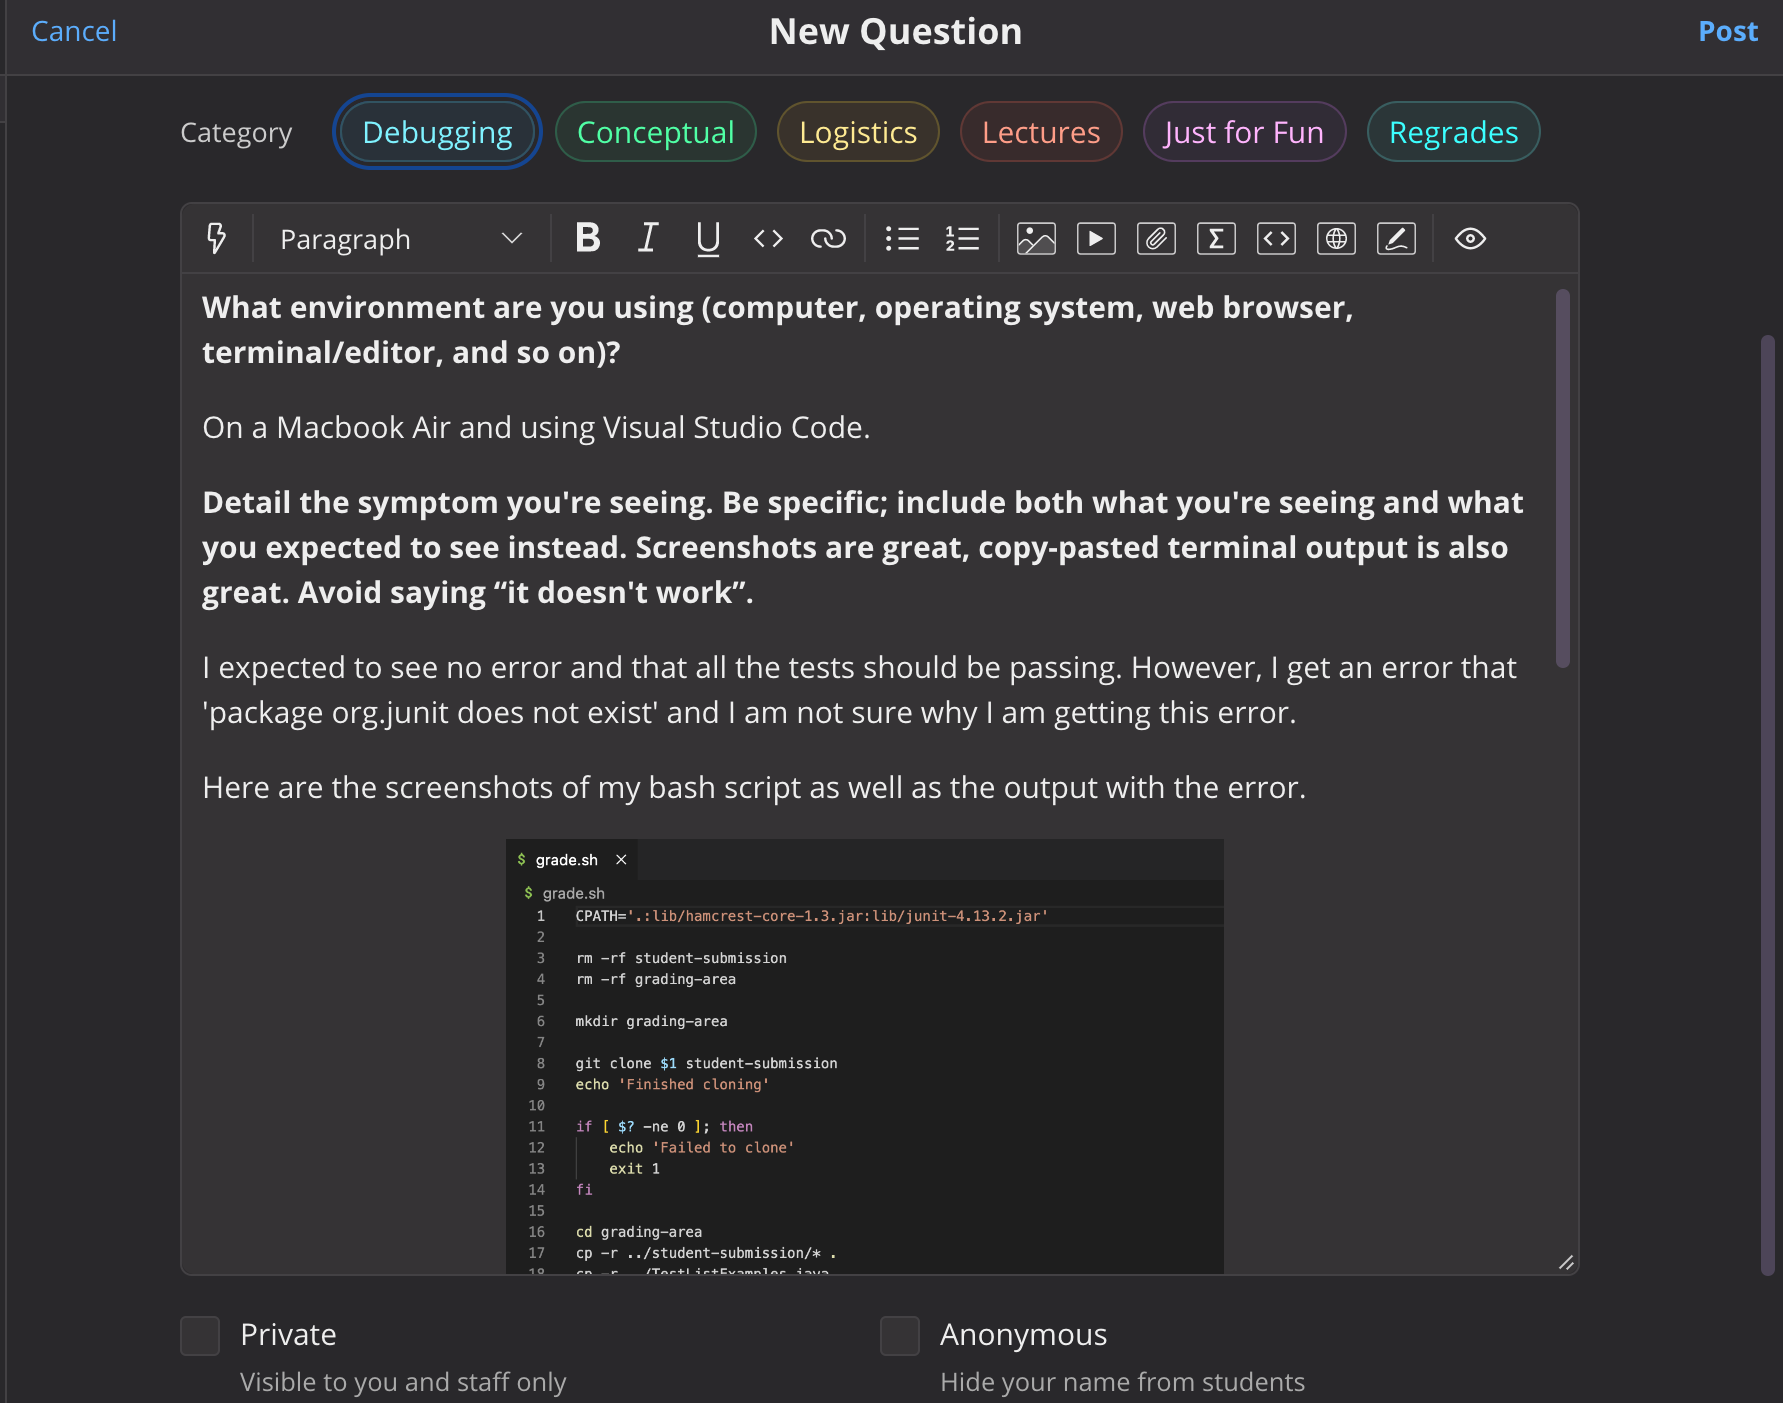 Cancel
New Question
Post
Category
Debugging
Conceptual
Logistics
Lectures
Just for Fun
Regrades
Paragraph
What environment are you using (computer, operating system, web browser,
terminal/editor, and so on)?
On a Macbook Air and using Visual Studio Code.
Detail the symptom you're seeing. Be specific; include both what you're seeing and what
you expected to see instead. Screenshots are great, copy-pasted terminal output is also
great. Avoid saying “it doesn't work”.
I expected to see no error and that all the tests should be passing. However, I get an error that
'package org.junit does not exist' and I am not sure why I am getting this error.
Here are the screenshots of my bash script as well as the output with the error.
$ grade.sh ×
$ grade.sh
1 CPATH='.:lib/hamcrest-core-1.3.jar:lib/junit-4.13.2.jar'
2
3 rm -rf student-submission
4 rm -rf grading-area
5
6 mkdir grading-area
7
8 git clone $1 student-submission
9 echo 'Finished cloning'
10
11 if [ $? -ne 0 ]; then
12 echo 'Failed to clone'
13 exit 1
14 fi
15
16 cd grading-area
17 cp -r ../student-submission/* .
18 cp -r ../TestListExamples.java
Private
Visible to you and staff only
Anonymous
Hide your name from students